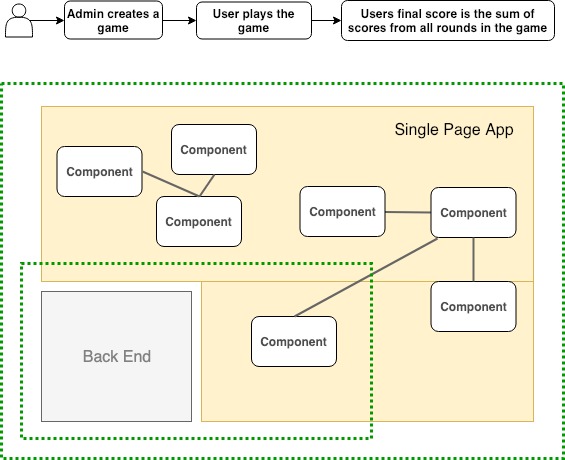 Admin creates a
game
User plays the
game
Users final score is the sum of
scores from all rounds in the game
Single Page App
Component
Component
Component
Component
Component
Component
Component
Back End